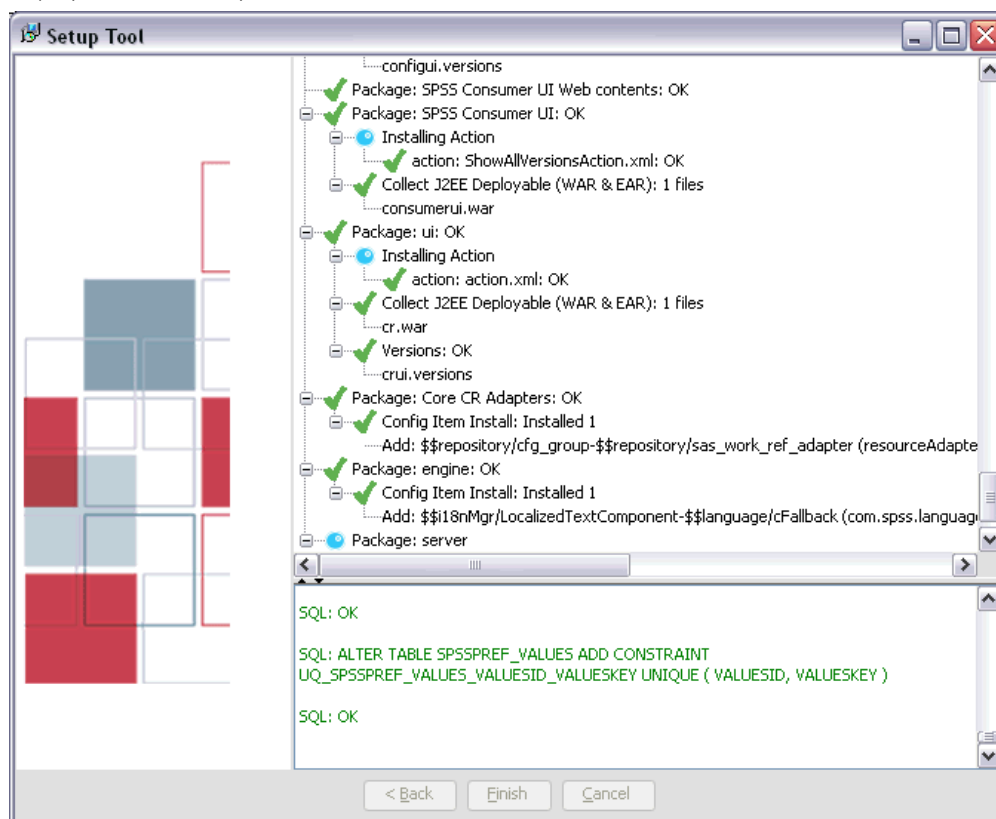 Setup Tool
configui.versions
Package: SPSS Consumer UI Web contents: OK
Package: SPSS Consumer UI: OK
Installing Action
action: ShowAllVersionsAction.xml: OK
Collect J2EE Deployable (WAR & EAR): 1 files
consumerui.war
Package: ui: OK
Installing Action
action: action.xml: OK
Collect J2EE Deployable (WAR & EAR): 1 files
cr.war
Versions: OK
crui.versions
Package: Core CR Adapters: OK
Config Item Install: Installed 1
Add: $$repository/cfg_group-$$repository/sas_work_ref_adapter (resourceAdapte
Package: engine: OK
Config Item Install: Installed 1
Add: $$i18nMgr/LocalizedTextComponent-$$language/cFallback (com.spss.languag
Package: server
SQL: OK
SQL: ALTER TABLE SPSSPREF_VALUES ADD CONSTRAINT
UQ_SPSSPREF_VALUES_VALUESID_VALUESKEY UNIQUE ( VALUESID, VALUESKEY )
SQL: OK
< Back Finish Cancel